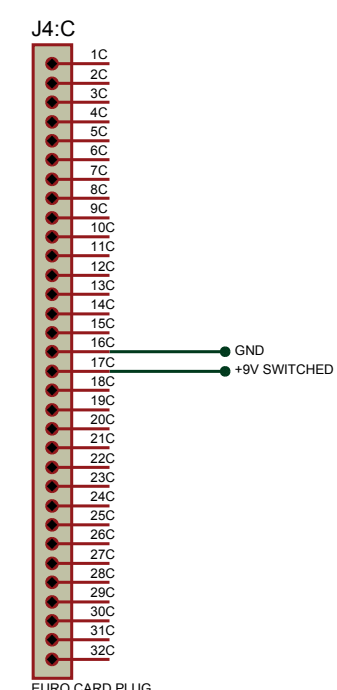 J4:C
1C
2C
3C
4C
5C
6C
7C
8C
9C
10C
11C
12C
13C
14C
15C
16C
GND
17C
+9V SWITCHED
18C
19C
20C
21C
22C
23C
24C
25C
26C
27C
28C
29C
30C
31C
32C
EURO CARD PLUG